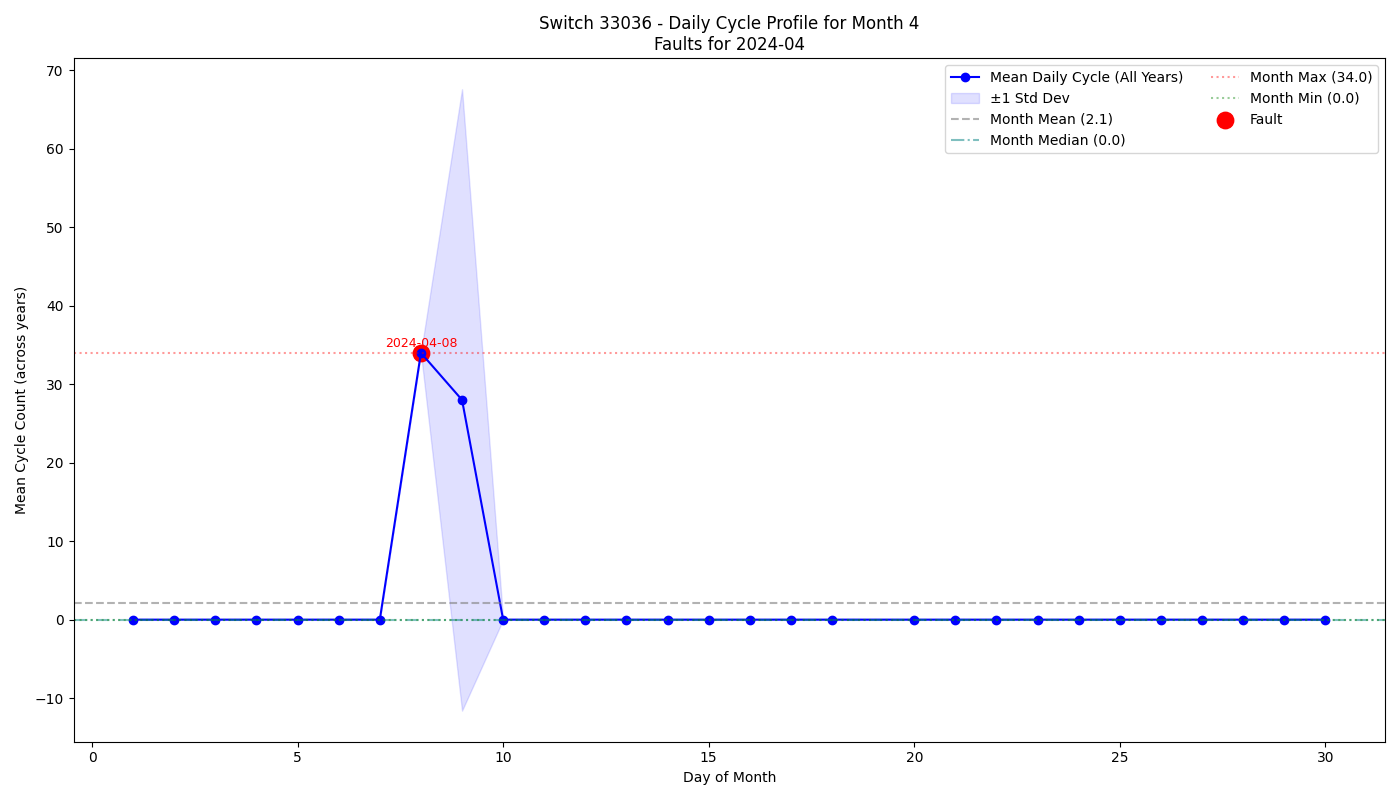 Switch 33036 - Daily Cycle Profile for Month 4
Faults for 2024-04
Mean Daily Cycle (All Years)
±1 Std Dev
Month Mean (2.1)
Month Median (0.0)
Month Max (34.0)
Month Min (0.0)
Fault
2024-04-08
Mean Cycle Count (across years)
70
60
50
40
30
20
10
0
−10
0 5 10 15 20 25 30
Day of Month